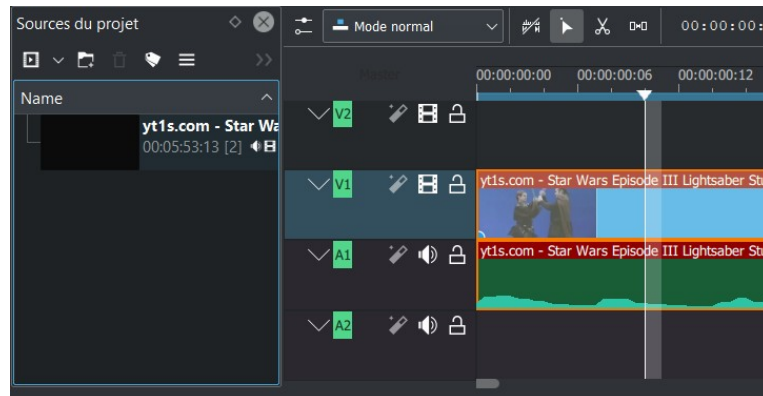 Sources du projet
Mode normal
00:00:00:
Master
00:00:00:00 00:00:00:06 00:00:00:12
Name
yt1s.com - Star Wa
00:05:53:13 [2]
V2
V1
yt1s.com - Star Wars Episode III Lightsaber Stu
A1
yt1s.com - Star Wars Episode III Lightsaber Stu
A2